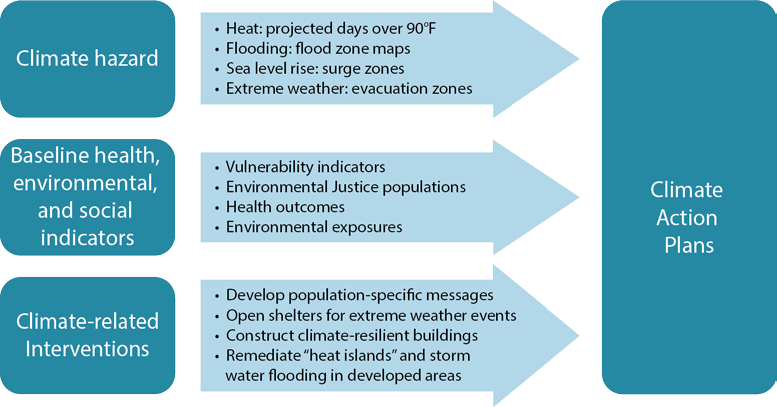 Climate hazard
• Heat: projected days over 90°F
• Flooding: flood zone maps
• Sea level rise: surge zones
• Extreme weather: evacuation zones
Baseline health,
environmental,
and social
indicators
• Vulnerability indicators
• Environmental Justice populations
• Health outcomes
• Environmental exposures
Climate-related
Interventions
• Develop population-specific messages
• Open shelters for extreme weather events
• Construct climate-resilient buildings
• Remediate “heat islands” and storm
water flooding in developed areas
Climate
Action
Plans